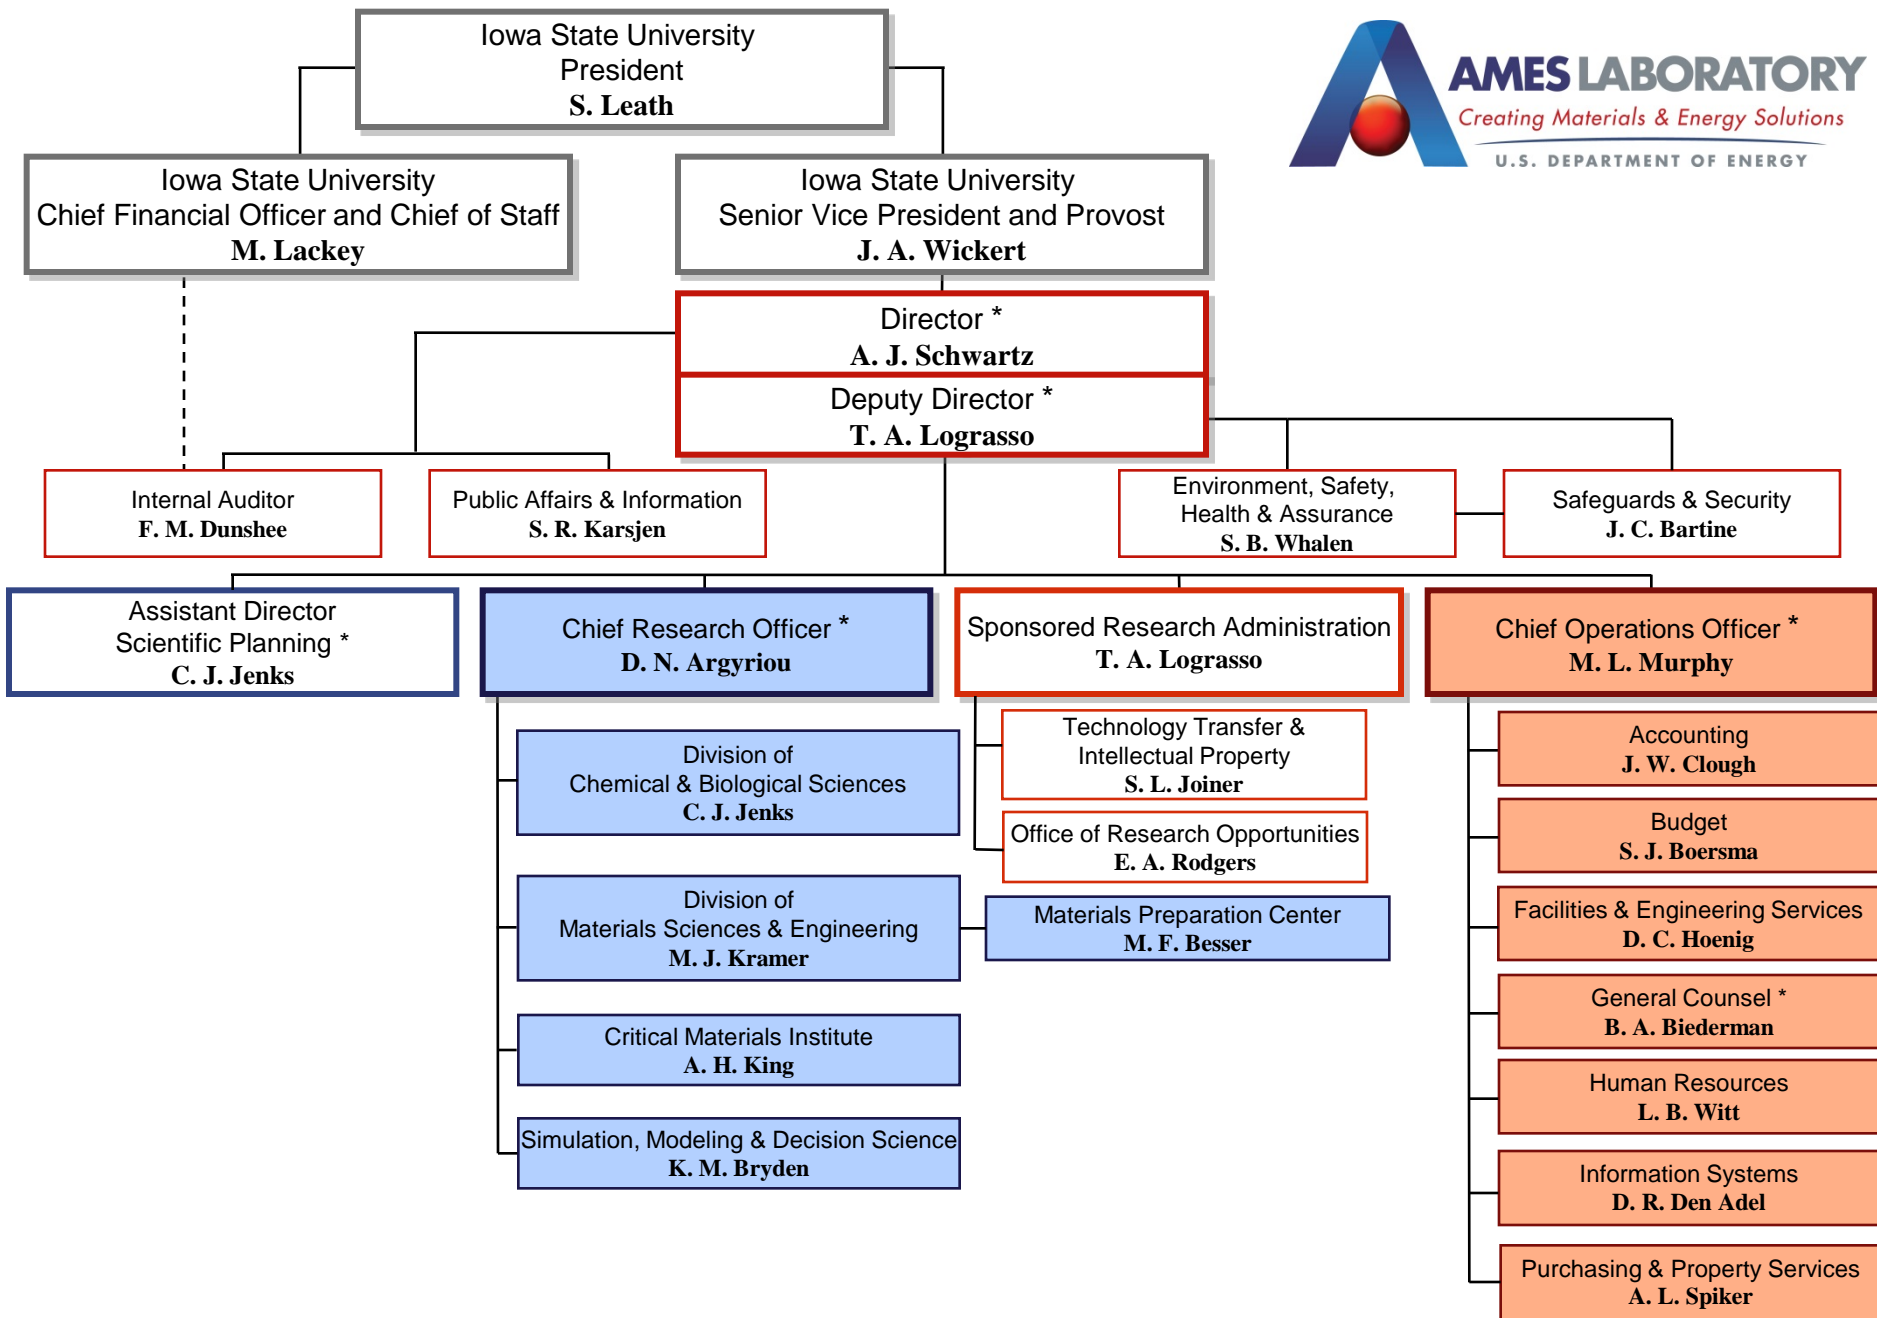 Iowa State University
President
S. Leath
AMES LABORATORY
Creating Materials & Energy Solutions
U.S. DEPARTMENT OF ENERGY
Iowa State University
Chief Financial Officer and Chief of Staff
M. Lackey
Iowa State University
Senior Vice President and Provost
J. A. Wickert
Director *
A. J. Schwartz
Deputy Director *
T. A. Lograsso
Internal Auditor
F. M. Dunshee
Public Affairs & Information
S. R. Karsjen
Environment, Safety,
Health & Assurance
S. B. Whalen
Safeguards & Security
J. C. Bartine
Assistant Director
Scientific Planning *
C. J. Jenks
Chief Research Officer *
D. N. Argyriou
Sponsored Research Administration
T. A. Lograsso
Chief Operations Officer *
M. L. Murphy
Division of
Chemical & Biological Sciences
C. J. Jenks
Division of
Materials Sciences & Engineering
M. J. Kramer
Materials Preparation Center
M. F. Besser
Critical Materials Institute
A. H. King
Simulation, Modeling & Decision Science
K. M. Bryden
Technology Transfer &
Intellectual Property
S. L. Joiner
Office of Research Opportunities
E. A. Rodgers
Accounting
J. W. Clough
Budget
S. J. Boersma
Facilities & Engineering Services
D. C. Hoenig
General Counsel *
B. A. Biederman
Human Resources
L. B. Witt
Information Systems
D. R. Den Adel
Purchasing & Property Services
A. L. Spiker